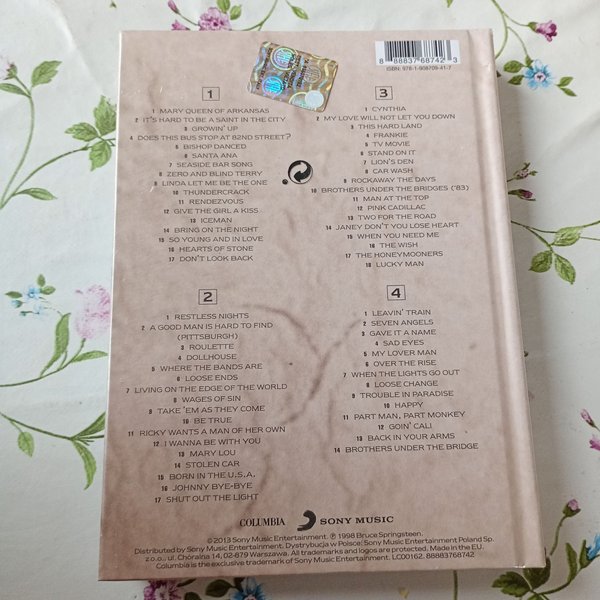 8 88837 68742 3
ISBN: 978-1-908709-41-7
1
1 MARY QUEEN OF ARKANSAS
2 IT'S HARD TO BE A SAINT IN THE CITY
3 GROWIN' UP
4 DOES THIS BUS STOP AT 82ND STREET?
5 BISHOP DANCED
6 SANTA ANA
7 SEASIDE BAR SONG
8 ZERO AND BLIND TERRY
9 LINDA LET ME BE THE ONE
10 THUNDERCRACK
11 RENDEZVOUS
12 GIVE THE GIRL A KISS
13 ICEMAN
14 BRING ON THE NIGHT
15 SO YOUNG AND IN LOVE
16 HEARTS OF STONE
17 DON'T LOOK BACK
2
1 RESTLESS NIGHTS
2 A GOOD MAN IS HARD TO FIND
(PITTSBURGH)
3 ROULETTE
4 DOLLHOUSE
5 WHERE THE BANDS ARE
6 LOOSE ENDS
7 LIVING ON THE EDGE OF THE WORLD
8 WAGES OF SIN
9 TAKE 'EM AS THEY COME
10 BE TRUE
11 RICKY WANTS A MAN OF HER OWN
12 I WANNA BE WITH YOU
13 MARY LOU
14 STOLEN CAR
15 BORN IN THE U.S.A.
16 JOHNNY BYE-BYE
17 SHUT OUT THE LIGHT
3
1 CYNTHIA
2 MY LOVE WILL NOT LET YOU DOWN
3 THIS HARD LAND
4 FRANKIE
5 TV MOVIE
6 STAND ON IT
7 LION'S DEN
8 CAR WASH
9 ROCKAWAY THE DAYS
10 BROTHERS UNDER THE BRIDGES ('83)
11 MAN AT THE TOP
12 PINK CADILLAC
13 TWO FOR THE ROAD
14 JANEY DON'T YOU LOSE HEART
15 WHEN YOU NEED ME
16 THE WISH
17 THE HONEYMOONERS
18 LUCKY MAN
4
1 LEAVIN' TRAIN
2 SEVEN ANGELS
3 GAVE IT A NAME
4 SAD EYES
5 MY LOVER MAN
6 OVER THE RISE
7 WHEN THE LIGHTS GO OUT
8 LOOSE CHANGE
9 TROUBLE IN PARADISE
10 HAPPY
11 PART MAN, PART MONKEY
12 GOIN' CALI
13 BACK IN YOUR ARMS
14 BROTHERS UNDER THE BRIDGE
COLUMBIA SONY MUSIC
© 2013 Sony Music Entertainment. ℗ 1998 Bruce Springsteen.
Distributed by Sony Music Entertainment. Dystrybucja w Polsce: Sony Music Entertainment Poland Sp.
z.o.o. ul. Chóralna 14, 02-879 Warszawa. All trademarks and logos are protected. Made in the EU.
Columbia is the exclusive trademark of Sony Music Entertainment. LC00162. 88883768742